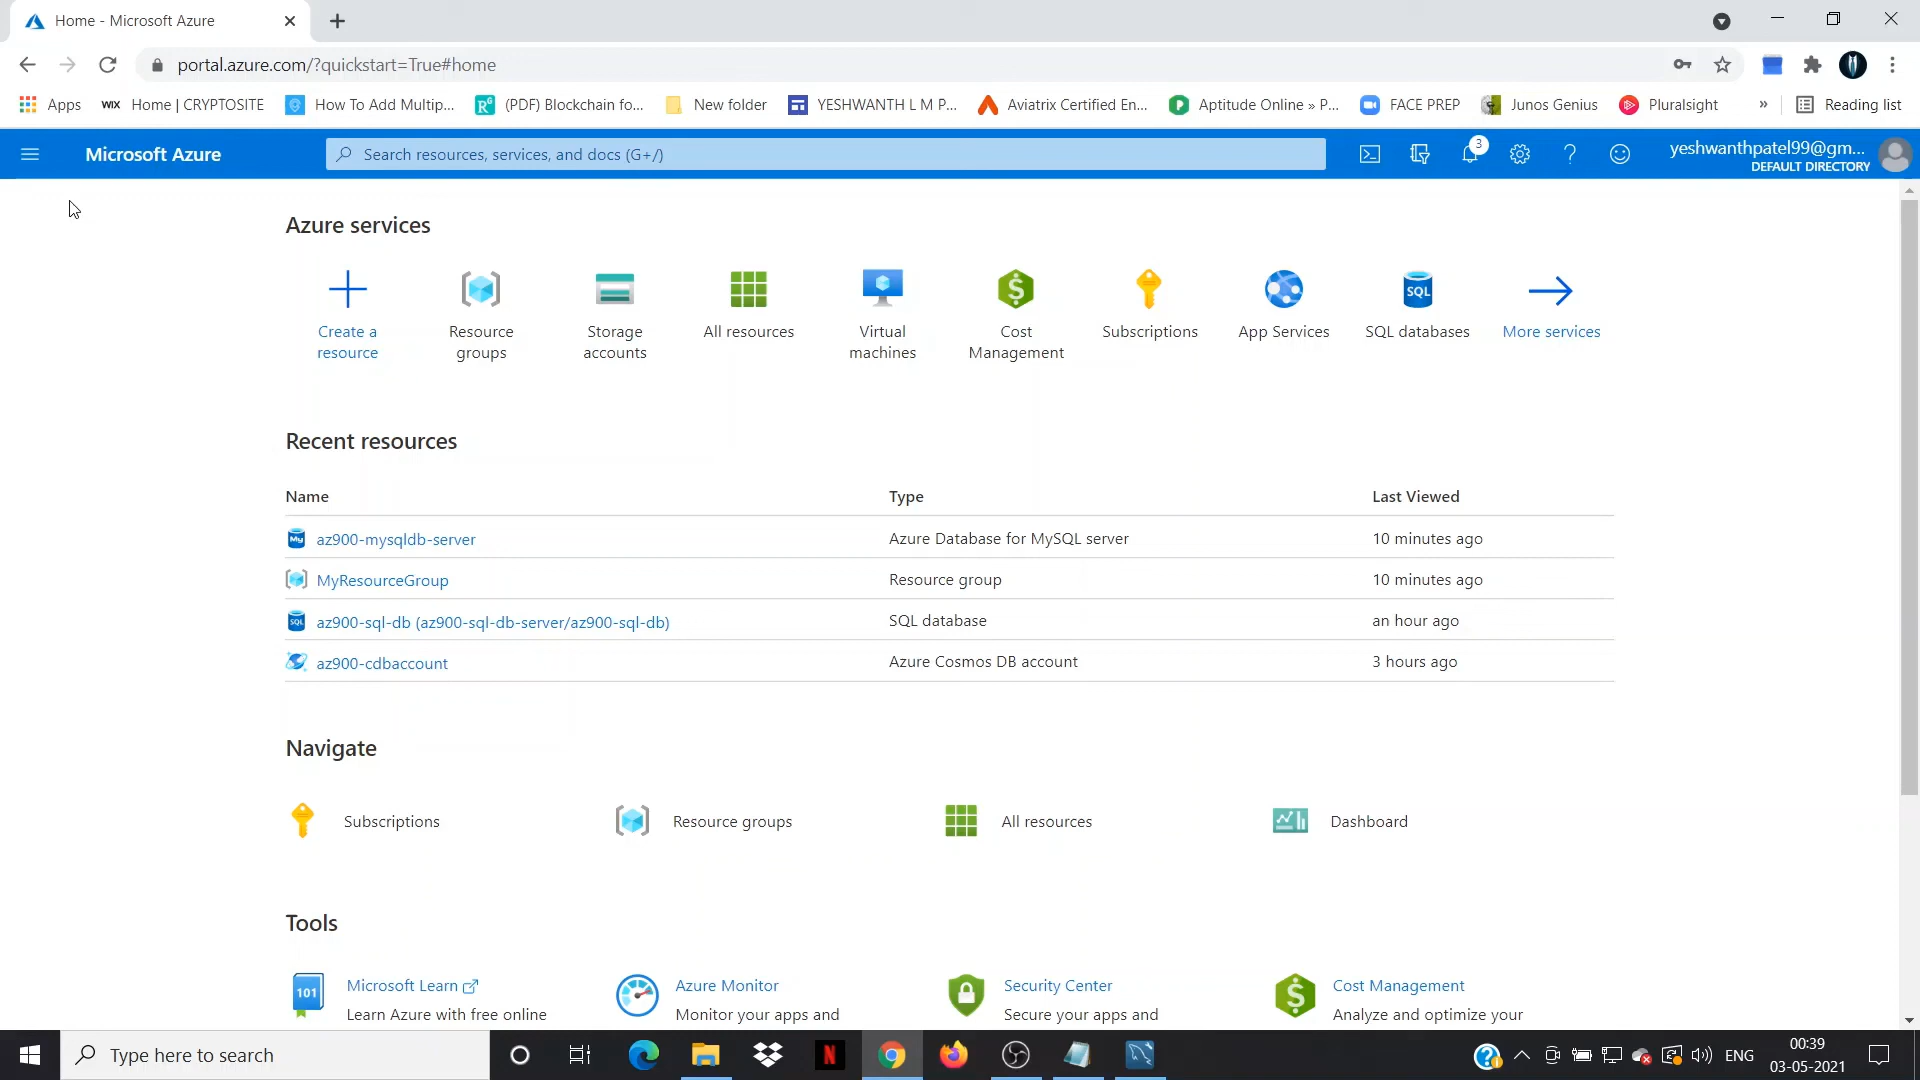 Home - Microsoft Azure
portal.azure.com/?quickstart=True#home
Apps
WIX Home | CRYPTOSITE
How To Add Multip...
(PDF) Blockchain fo...
New folder
YESHWANTH L M P...
Aviatrix Certified En...
Aptitude Online » P...
FACE PREP
Junos Genius
Pluralsight
»
Reading list
Microsoft Azure
Search resources, services, and docs (G+/)
3
yeshwanthpatel99@gm...
DEFAULT DIRECTORY
Azure services
Create a
resource
Resource
groups
Storage
accounts
All resources
Virtual
machines
Cost
Management
Subscriptions
App Services
SQL
SQL databases
More services
Recent resources
Name Type Last Viewed
My az900-mysqldb-server Azure Database for MySQL server 10 minutes ago
MyResourceGroup Resource group 10 minutes ago
SQL az900-sql-db (az900-sql-db-server/az900-sql-db) SQL database an hour ago
az900-cdbaccount Azure Cosmos DB account 3 hours ago
Navigate
Subscriptions
Resource groups
All resources
Dashboard
Tools
101
Microsoft Learn
Learn Azure with free online
Azure Monitor
Monitor your apps and
Security Center
Secure your apps and
Cost Management
Analyze and optimize your
Type here to search
N
ENG
00:39
03-05-2021